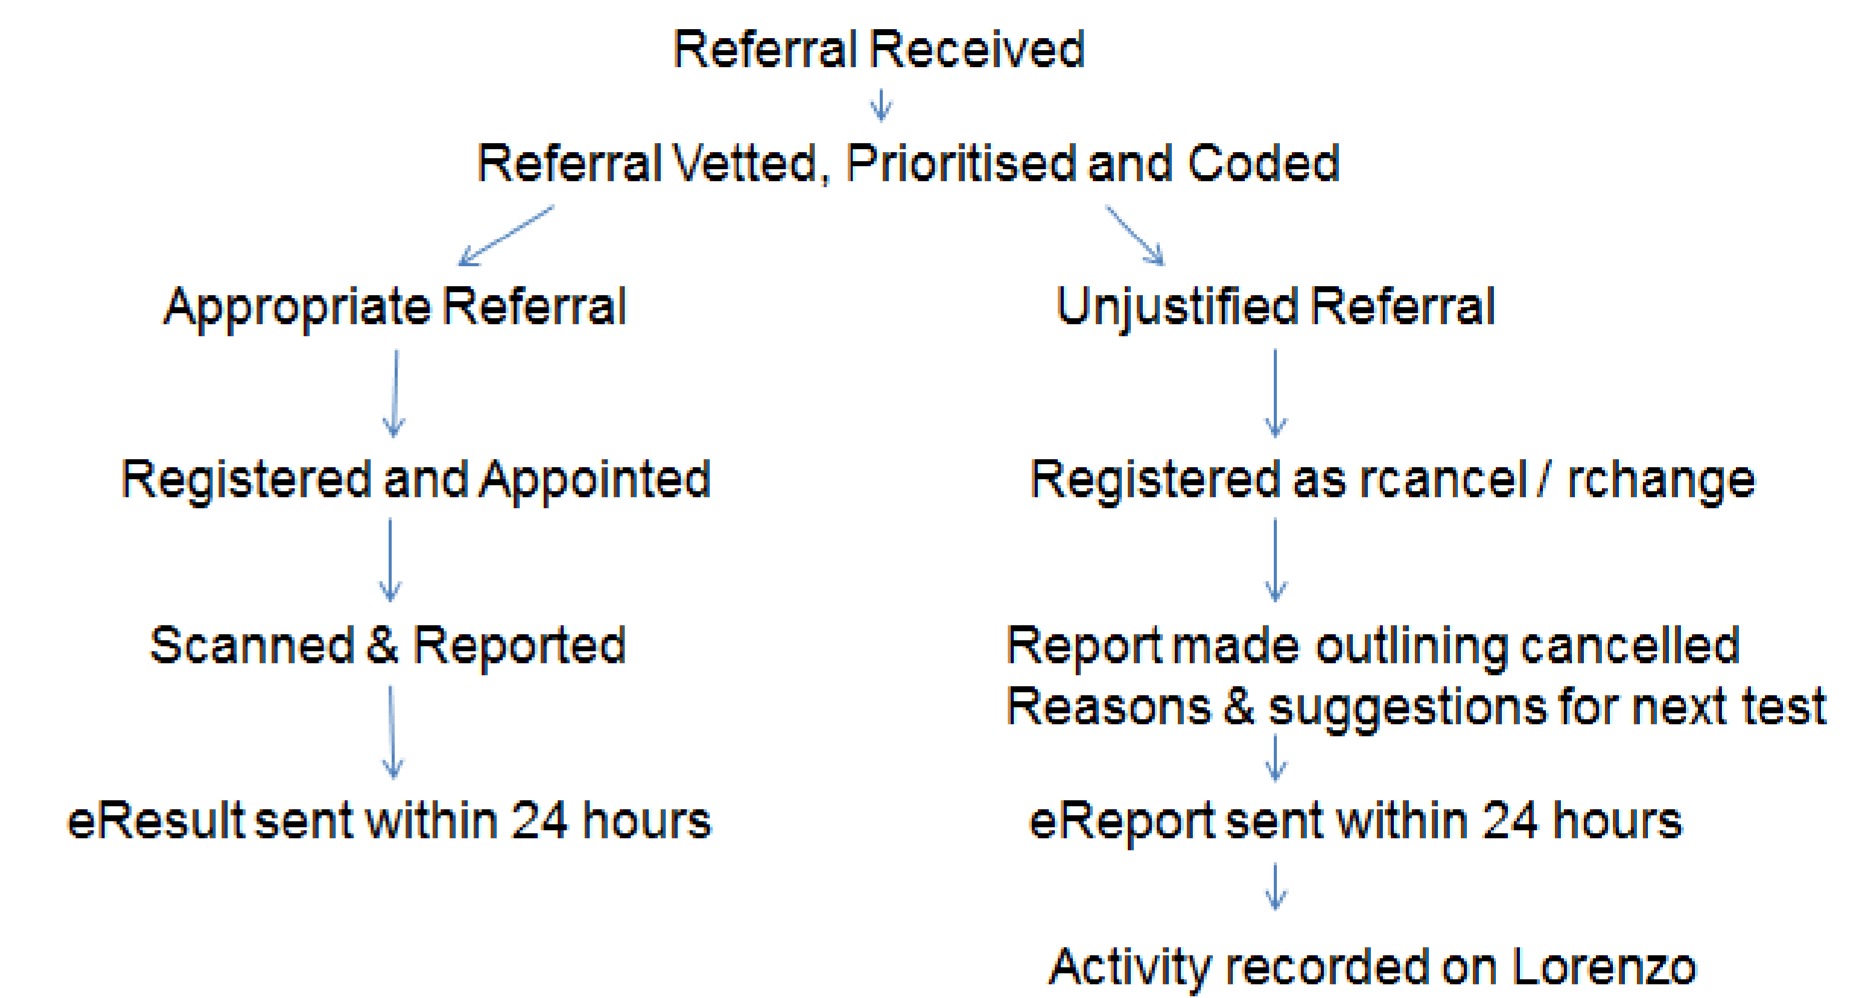 Referral Received
Referral Vetted, Prioritised and Coded
Appropriate Referral
Unjustified Referral
Registered and Appointed
Registered as rcancel / rchange
Scanned & Reported
Report made outlining cancelled
Reasons & suggestions for next test
eResult sent within 24 hours
eReport sent within 24 hours
Activity recorded on Lorenzo